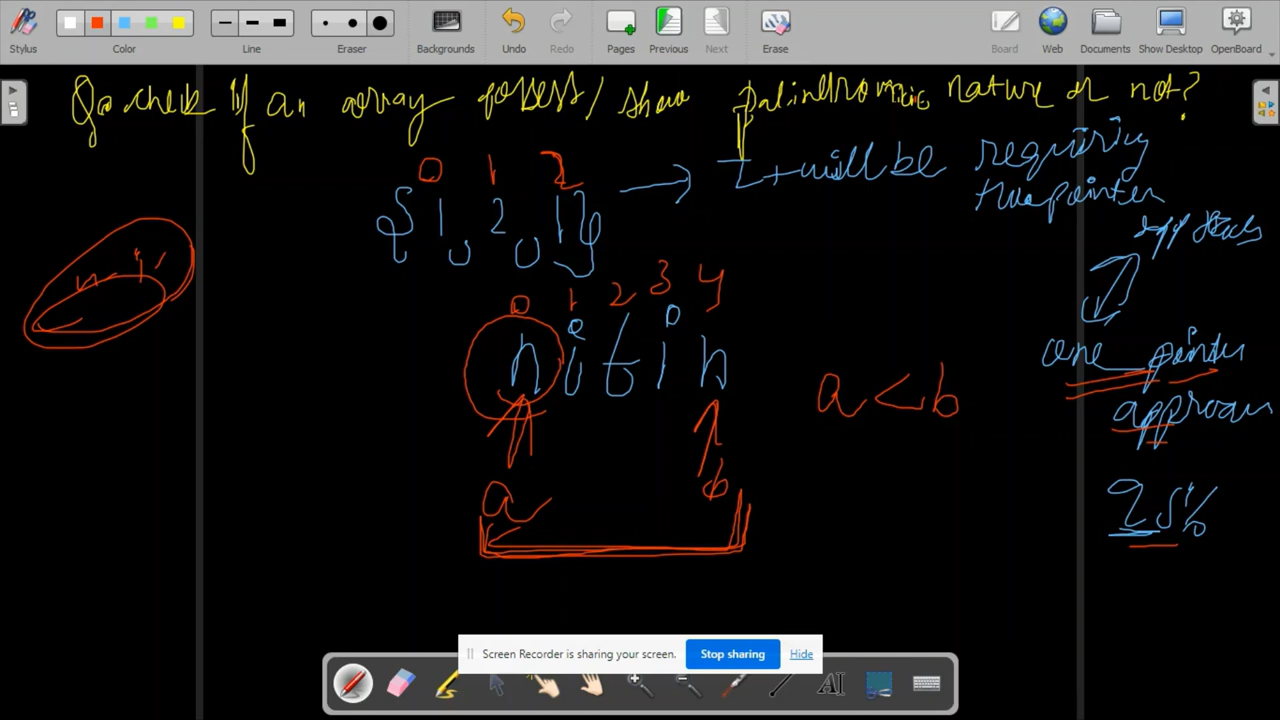 Stylus
Color
Line
Eraser
Backgrounds
Undo
Redo
Pages
Previous
Next
Erase
Board
Web
Documents
Show Desktop
OpenBoard
check If an array / show palindromic nature or not?
0 1 2
{ 1, 2, 1 }
→ It will be requiring
two pointer
0 1 2 3 4
n t n
one pointer
a < b
a b
25%
Screen Recorder is sharing your screen.
Stop sharing
Hide